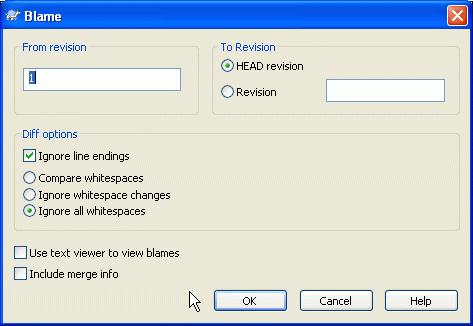 Blame
From revision
To Revision
1
HEAD revision
Revision
Diff options
Ignore line endings
Compare whitespaces
Ignore whitespace changes
Ignore all whitespaces
Use text viewer to view blames
Include merge info
OK
Cancel
Help